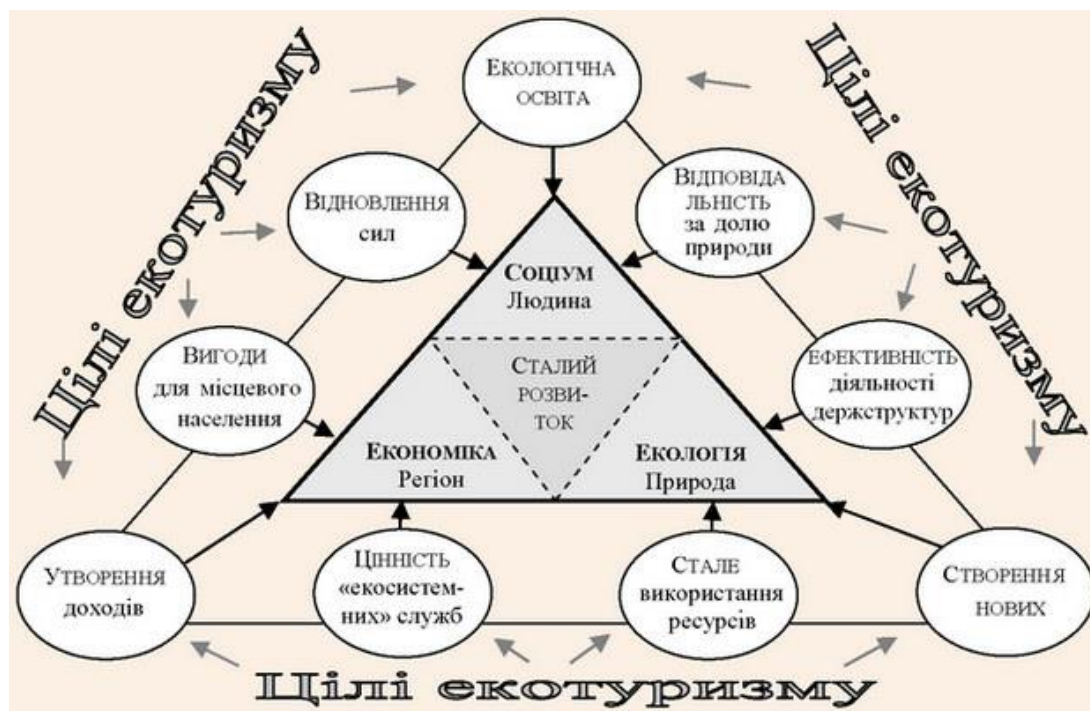 Цілі екотуризму
Цілі екотуризму
ЕКОЛОГІЧНА
ОСВІТА
ВІДНОВЛЕННЯ
сил
ВІДПОВІДА
ЛЬНІСТЬ
за долю
природи
СОЦІУМ
Людина
ВИГОДИ
для місцевого
населення
СТАЛИЙ
РОЗВИ-
ТОК
ЕФЕКТИВНІСТЬ
діяльності
держструктур
ЕКОНОМІКА
Регіон
ЕКОЛОГІЯ
Природа
УТВОРЕННЯ
доходів
ЦІННІСТЬ
«екосистем-
них» служб
СТАЛЕ
використання
ресурсів
СТВОРЕННЯ
НОВИХ
Цілі екотуризму